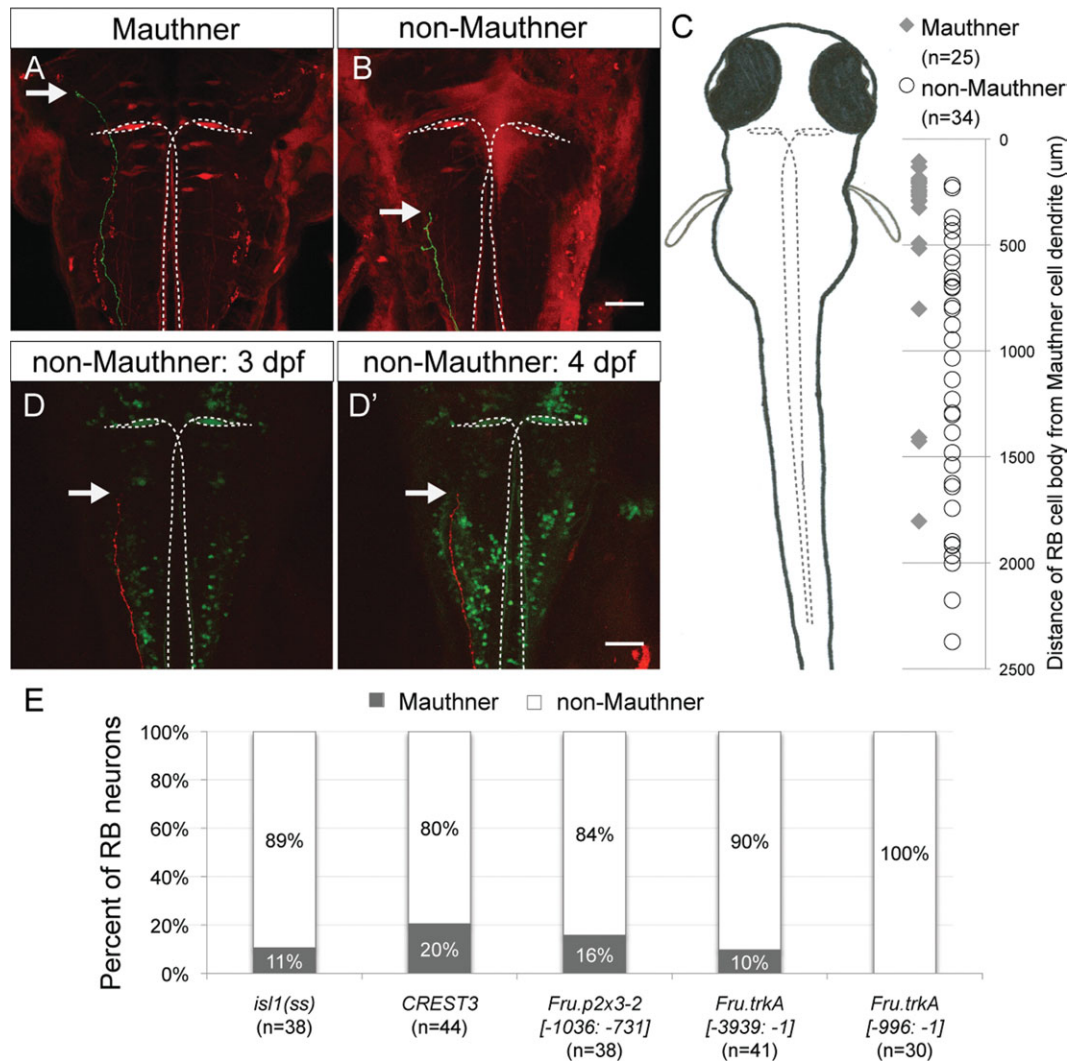 Mauthner
non-Mauthner
A
B
C
Mauthner
(n=25)
non-Mauthner
(n=34)
0
500
1000
1500
2000
2500
Distance of RB cell body from Mauthner cell dendrite (um)
non-Mauthner: 3 dpf
non-Mauthner: 4 dpf
D
D'
E
Mauthner
non-Mauthner
Percent of RB neurons
100%
80%
60%
40%
20%
0%
89%
80%
84%
90%
100%
11%
20%
16%
10%
isl1(ss)
(n=38)
CREST3
(n=44)
Fru.p2x3-2
[-1036: -731]
(n=38)
Fru.trkA
[-3939: -1]
(n=41)
Fru.trkA
[-996: -1]
(n=30)